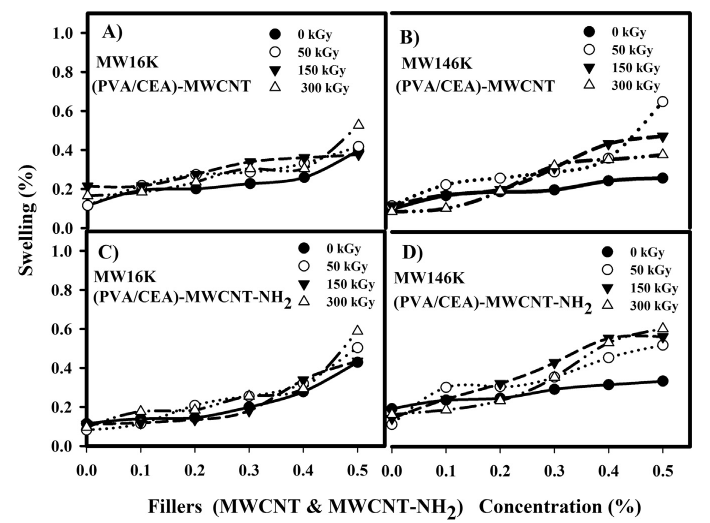 A)
MW16K
(PVA/CEA)-MWCNT
0 kGy
50 kGy
150 kGy
300 kGy
B)
MW146K
(PVA/CEA)-MWCNT
0 kGy
50 kGy
150 kGy
300 kGy
1.0
0.8
0.6
0.4
0.2
0.0
C)
MW16K
(PVA/CEA)-MWCNT-NH2
0 kGy
50 kGy
150 kGy
300 kGy
D)
MW146K
(PVA/CEA)-MWCNT-NH2
0 kGy
50 kGy
150 kGy
300 kGy
1.0
0.8
0.6
0.4
0.2
0.0
Swelling (%)
0.0 0.1 0.2 0.3 0.4 0.5
0.0 0.1 0.2 0.3 0.4 0.5
Fillers (MWCNT & MWCNT-NH2) Concentration (%)